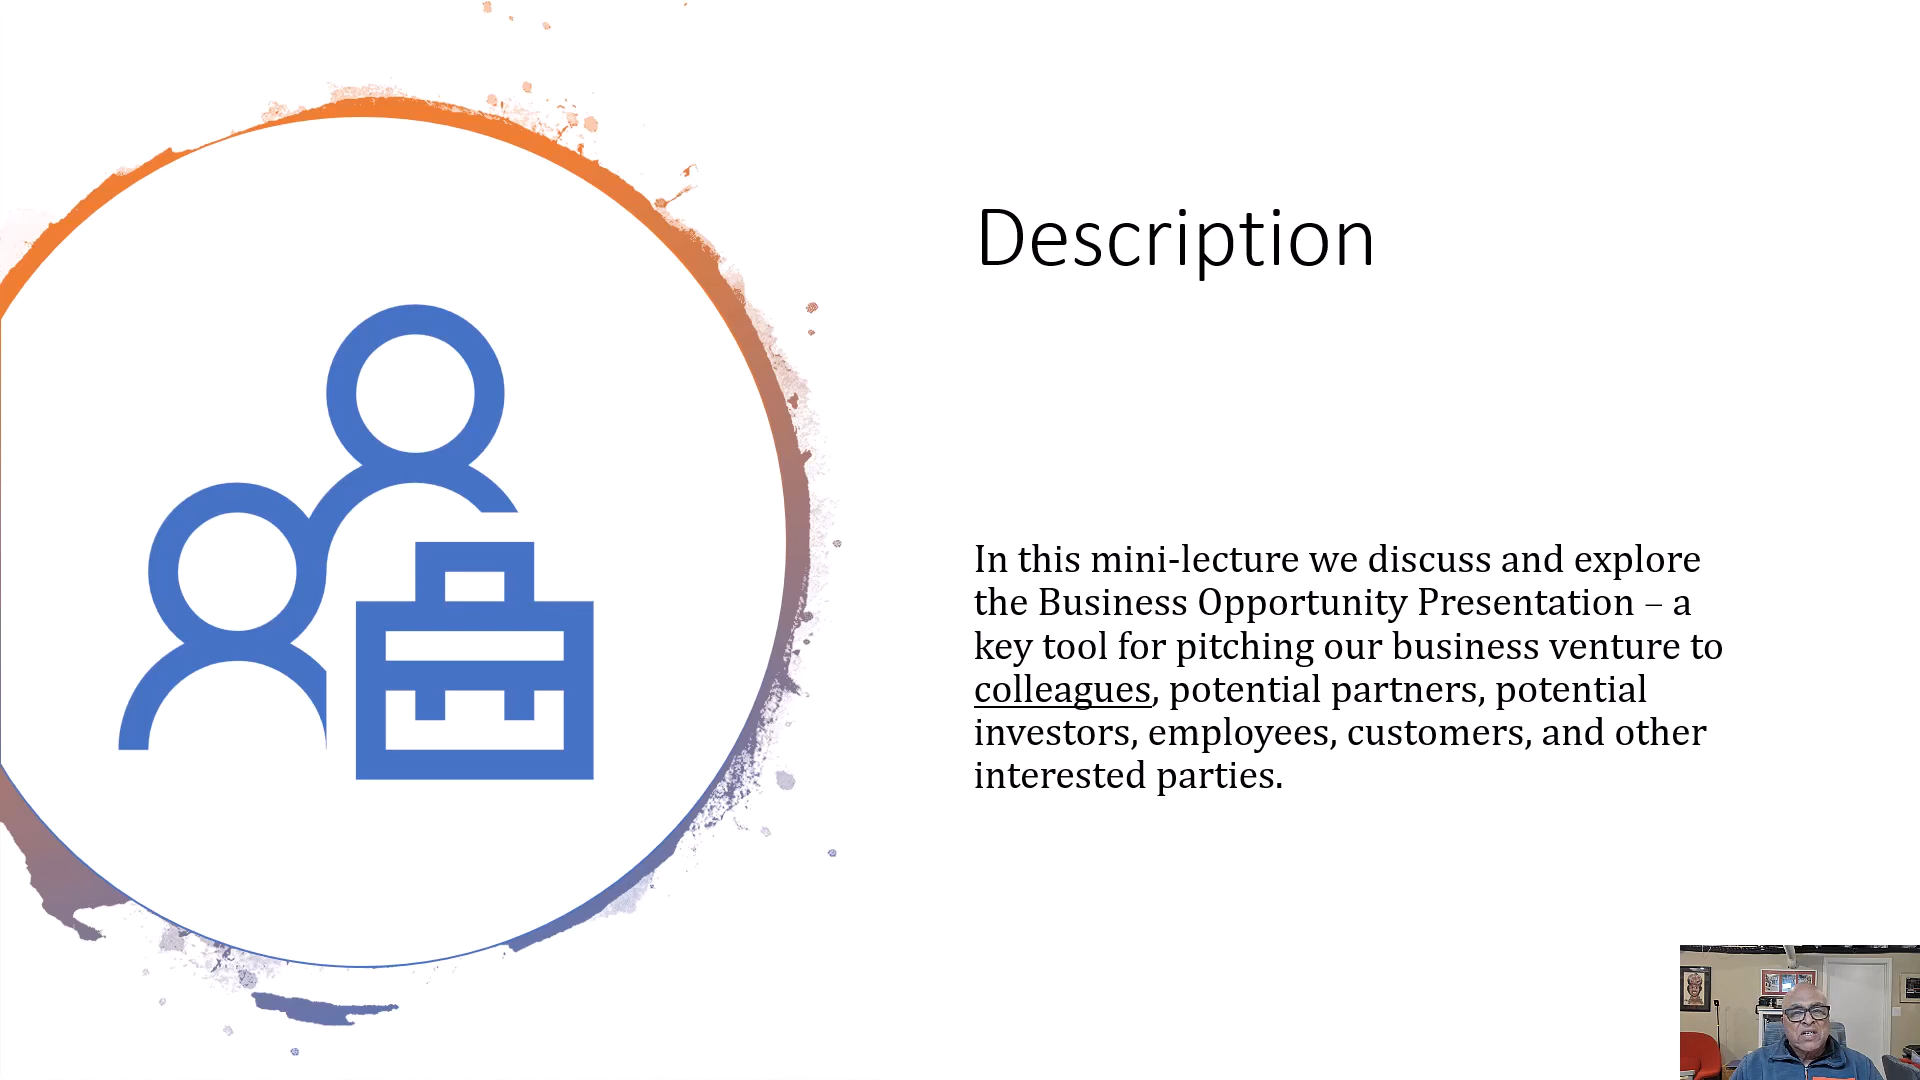 Description
In this mini-lecture we discuss and explore
the Business Opportunity Presentation – a
key tool for pitching our business venture to
colleagues, potential partners, potential
investors, employees, customers, and other
interested parties.